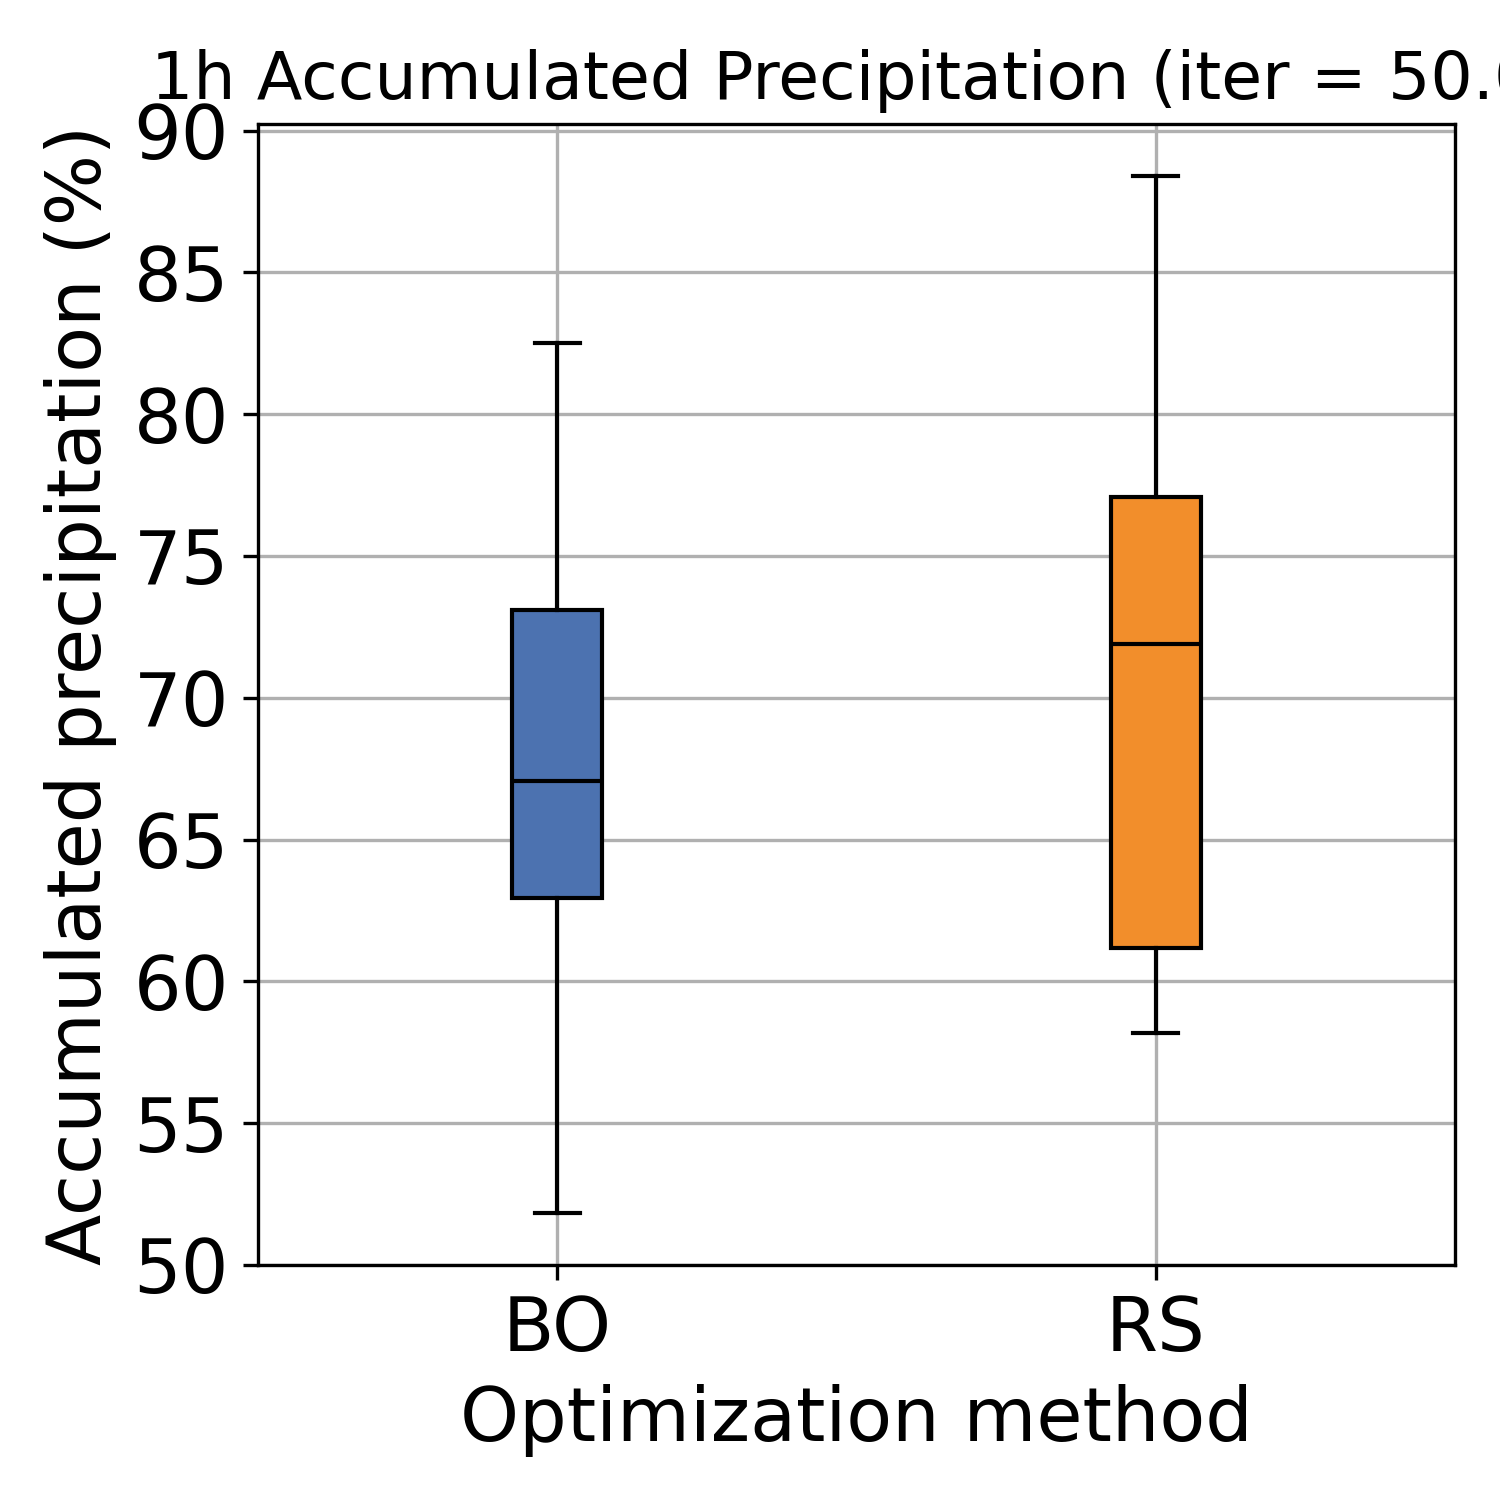 1h Accumulated Precipitation (iter = 50.
Accumulated precipitation (%)
90
85
80
75
70
65
60
55
50
BO RS
Optimization method